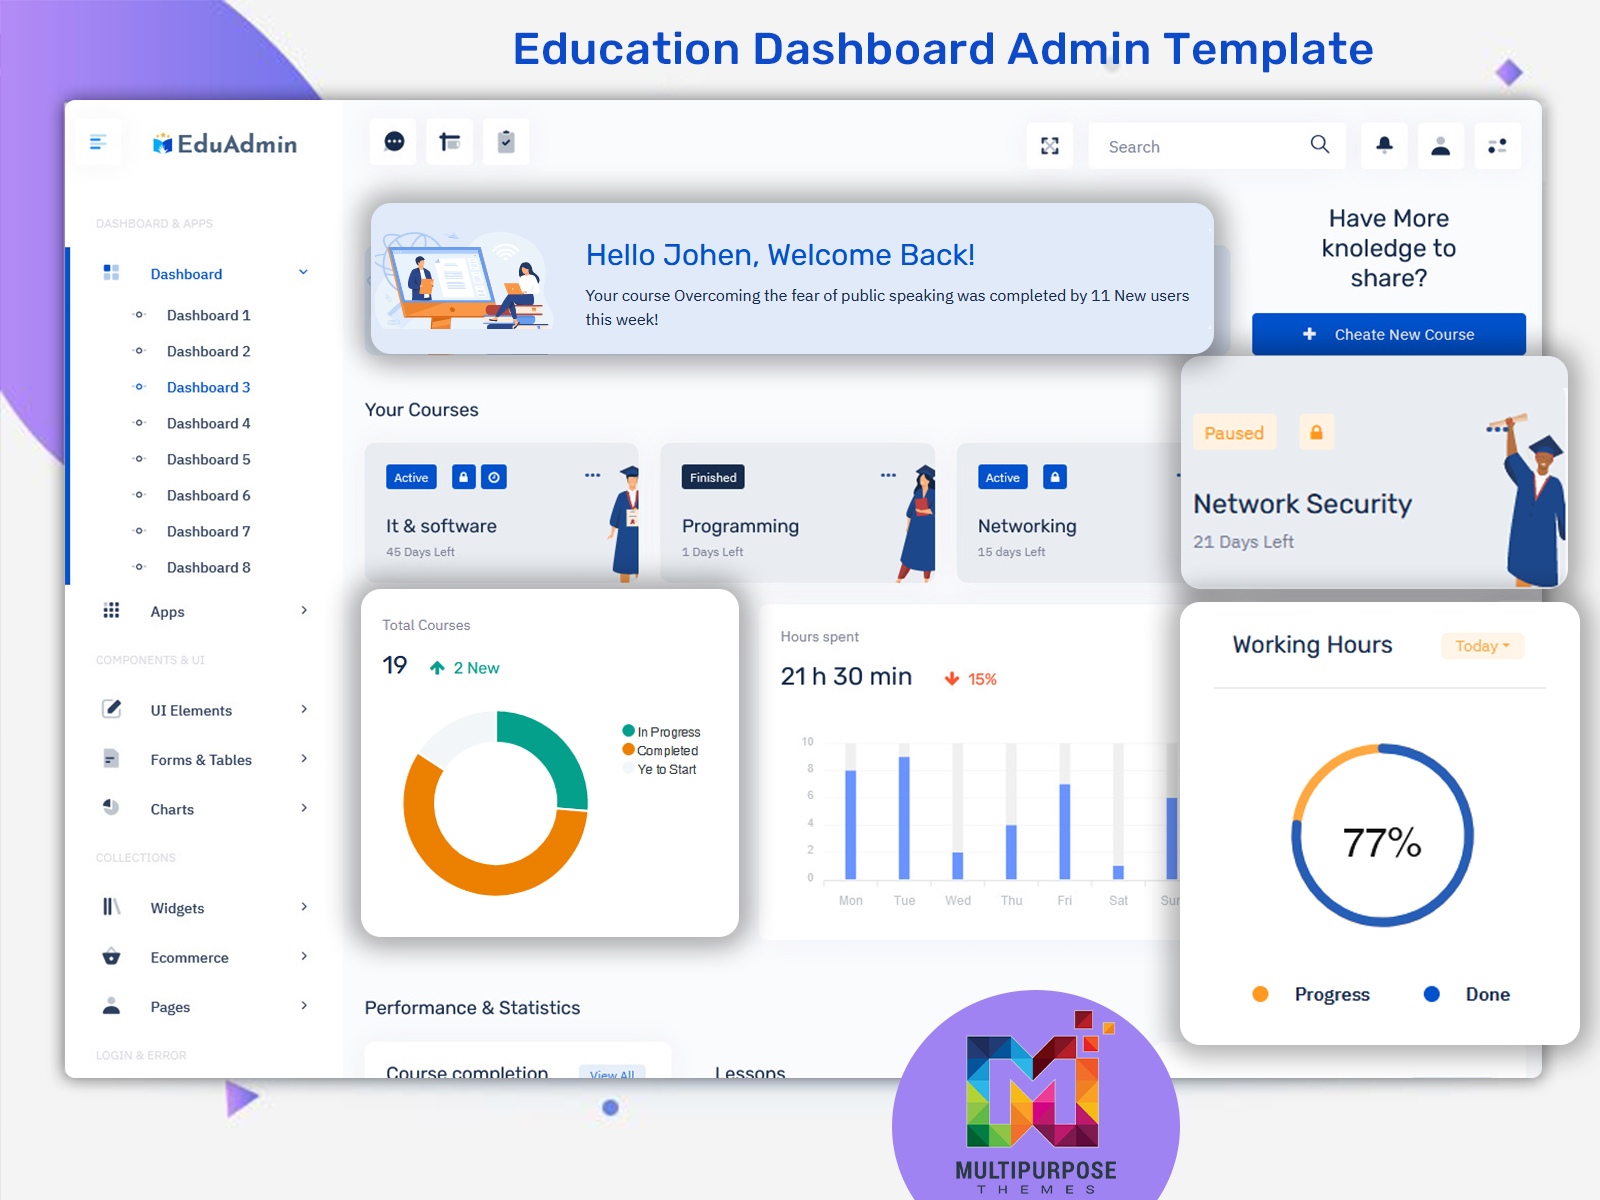 Education Dashboard Admin Template
EduAdmin
Search
DASHBOARD & APPS
Dashboard
Dashboard 1
Dashboard 2
Dashboard 3
Dashboard 4
Dashboard 5
Dashboard 6
Dashboard 7
Dashboard 8
Apps
COMPONENTS & UI
UI Elements
Forms & Tables
Charts
COLLECTIONS
Widgets
Ecommerce
Pages
LOGIN & ERROR
Hello Johen, Welcome Back!
Your course Overcoming the fear of public speaking was completed by 11 New users
this week!
Have More
knoledge to
share?
Cheate New Course
Your Courses
Active
It & software
45 Days Left
Finished
Programming
1 Days Left
Active
Networking
15 days Left
Paused
Network Security
21 Days Left
Total Courses
19
2 New
In Progress
Completed
Ye to Start
Hours spent
21 h 30 min
15%
10
8
6
4
2
0
Mon Tue Wed Thu Fri Sat Sun
Working Hours
Today
77%
Progress
Done
Performance & Statistics
Course completion
View All
Lessons
MULTIPURPOSE
THEMES